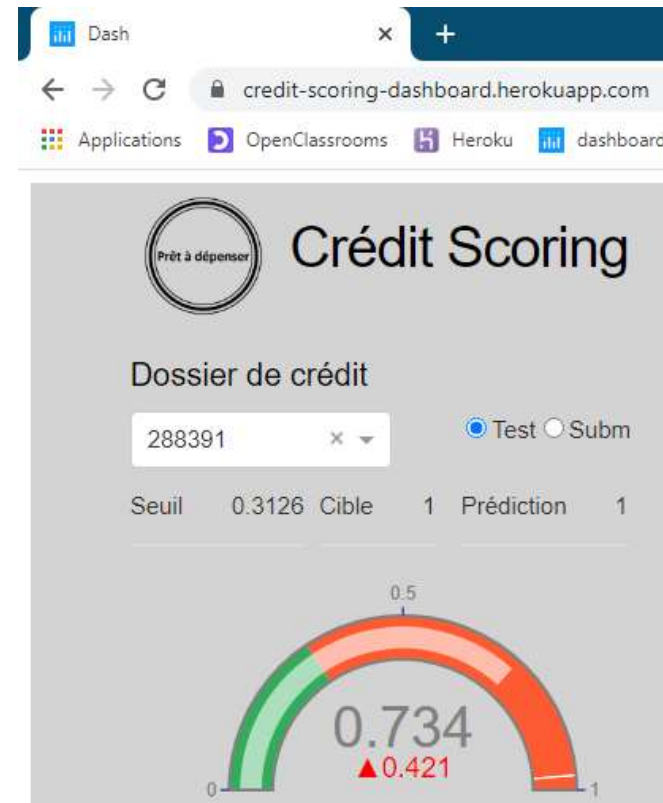 Dash × +
credit-scoring-dashboard.herokuapp.com
Applications OpenClassrooms Heroku dashboard
Prêt à dépenser
Crédit Scoring
Dossier de crédit
288391 × Test Subm
Seuil 0.3126 Cible 1 Prédiction 1
0.5
0.734
▲0.421
0 1